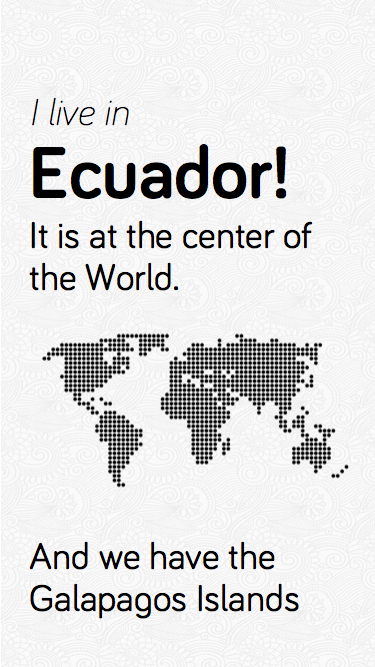 I live in
Ecuador!
It is at the center of
the World.
And we have the
Galapagos Islands